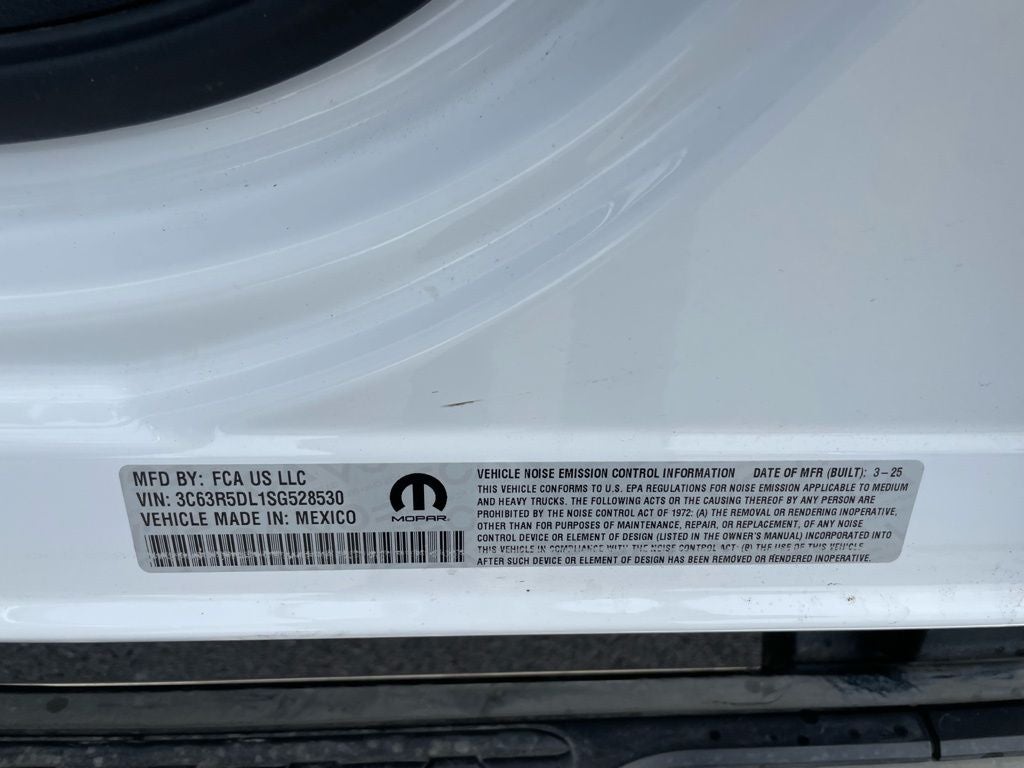 MFD BY: FCA US LLC
VIN: 3C63R5DL1SG528530
VEHICLE MADE IN: MEXICO
MOPAR
VEHICLE NOISE EMISSION CONTROL INFORMATION DATE OF MFR (BUILT): 3-25
THIS VEHICLE CONFORMS TO U.S. EPA REGULATIONS FOR NOISE EMISSION APPLICABLE TO MEDIUM
AND HEAVY TRUCKS. THE FOLLOWING ACTS OR THE CAUSING THEREOF BY ANY PERSON ARE
PROHIBITED BY THE NOISE CONTROL ACT OF 1972: (A) THE REMOVAL OR RENDERING INOPERATIVE,
OTHER THAN FOR PURPOSES OF MAINTENANCE, REPAIR, OR REPLACEMENT, OF ANY NOISE
CONTROL DEVICE OR ELEMENT OF DESIGN (LISTED IN THE OWNER'S MANUAL) INCORPORATED INTO
THIS VEHICLE IN COMPLIANCE WITH THE NOISE CONTROL ACT: (B) THE USE OF THIS VEHICLE
AFTER SUCH DEVICE OR ELEMENT OF DESIGN HAS BEEN REMOVED OR RENDERED INOPERATIVE.